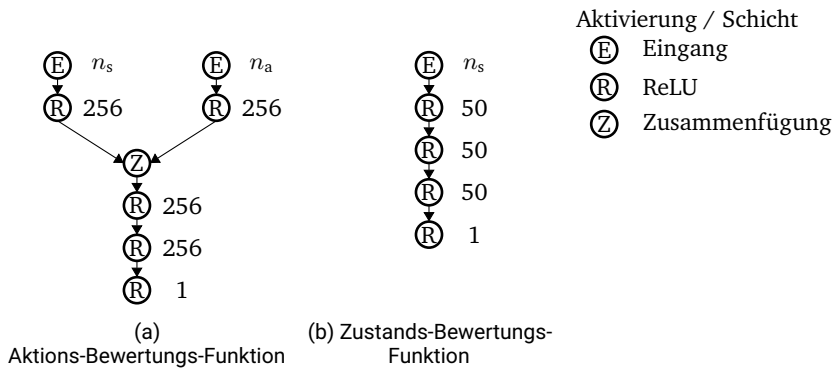 Aktivierung / Schicht
E n_s E n_a E n_s E Eingang
R 256 R 256 R 50 R ReLU
Z R 50 Z Zusammenfügung
R 256 R 50
R 256 R 1
R 1
(a)
Aktions-Bewertungs-Funktion
(b) Zustands-Bewertungs-
Funktion